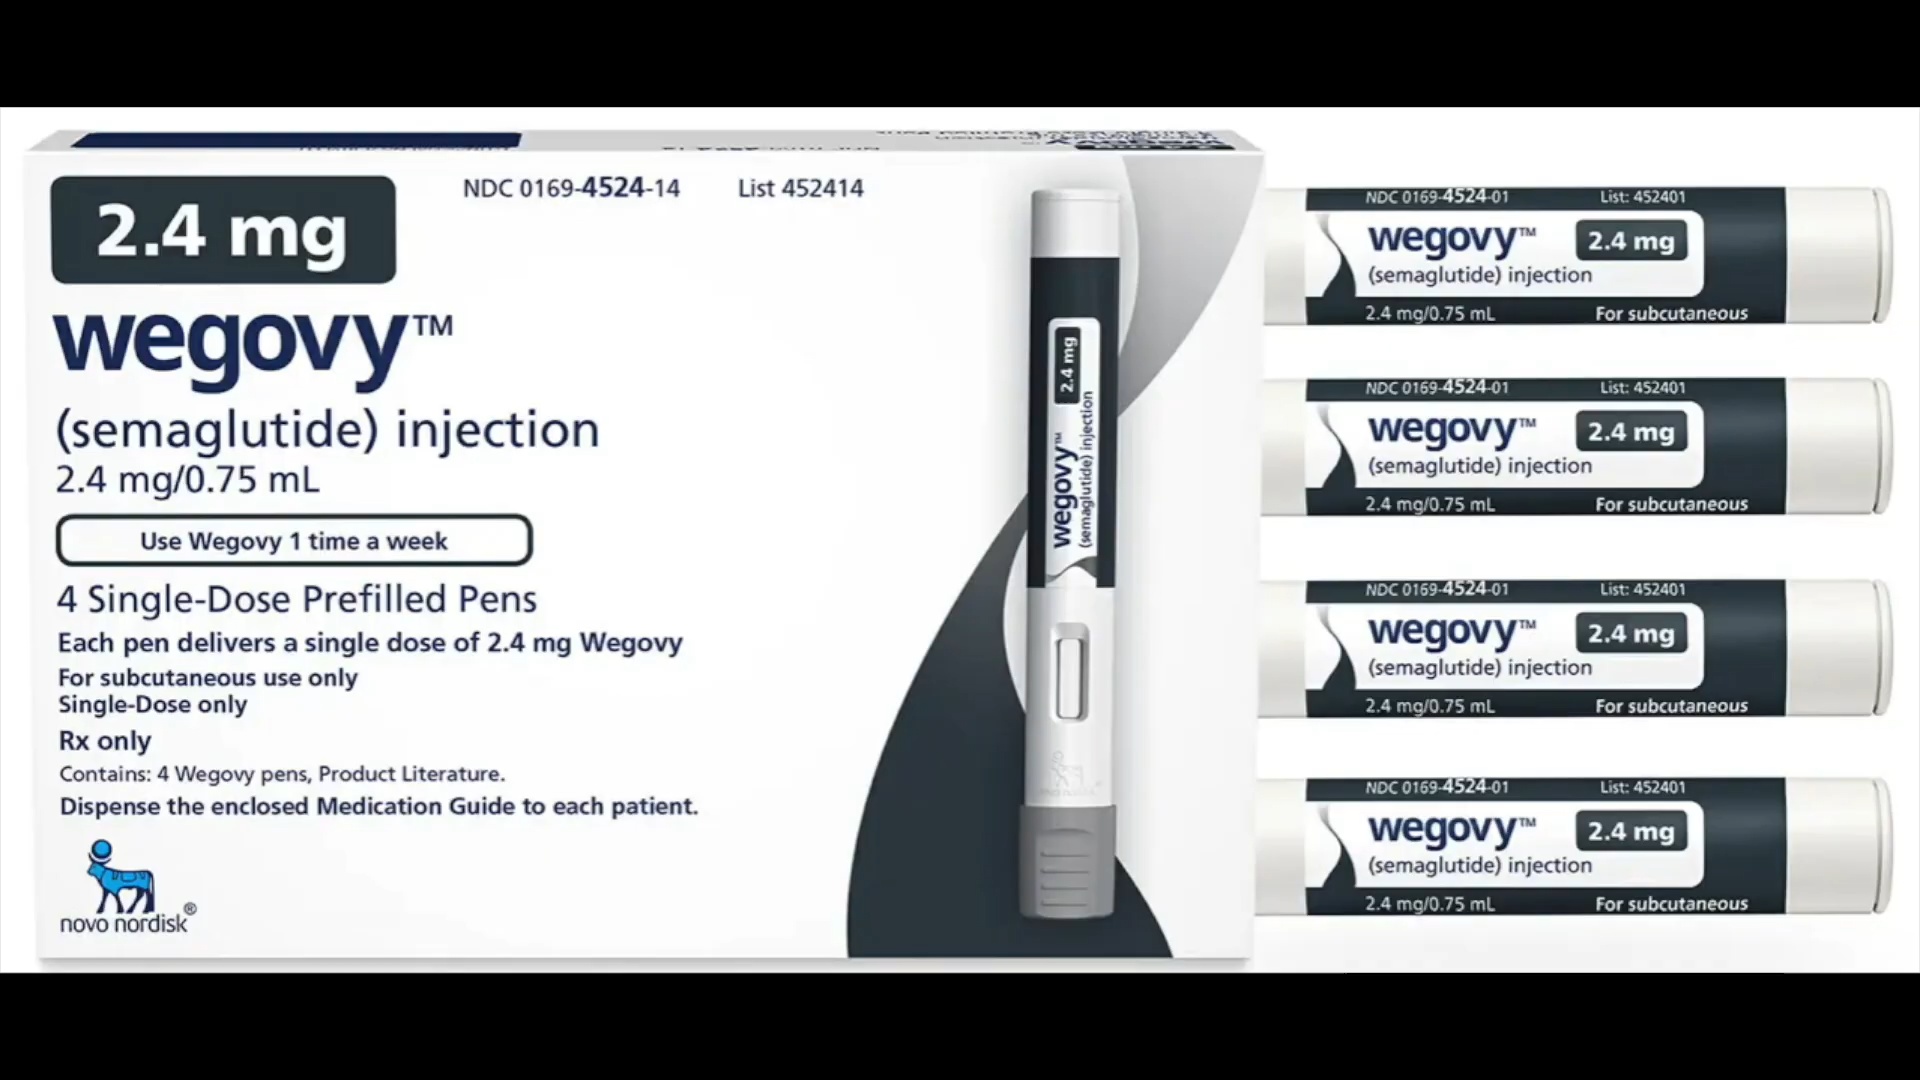 2.4 mg
NDC 0169-4524-14 List 452414
wegovy™
(semaglutide) injection
2.4 mg/0.75 mL
Use Wegovy 1 time a week
4 Single-Dose Prefilled Pens
Each pen delivers a single dose of 2.4 mg Wegovy
For subcutaneous use only
Single-Dose only
Rx only
Contains: 4 Wegovy pens, Product Literature.
Dispense the enclosed Medication Guide to each patient.
novo nordisk®
wegovy™ 2.4 mg
(semaglutide) injection
NDC 0169-4524-01 List: 452401
wegovy™ 2.4 mg
(semaglutide) injection
2.4 mg/0.75 mL For subcutaneous
NDC 0169-4524-01 List: 452401
wegovy™ 2.4 mg
(semaglutide) injection
2.4 mg/0.75 mL For subcutaneous
NDC 0169-4524-01 List: 452401
wegovy™ 2.4 mg
(semaglutide) injection
2.4 mg/0.75 mL For subcutaneous
NDC 0169-4524-01 List: 452401
wegovy™ 2.4 mg
(semaglutide) injection
2.4 mg/0.75 mL For subcutaneous